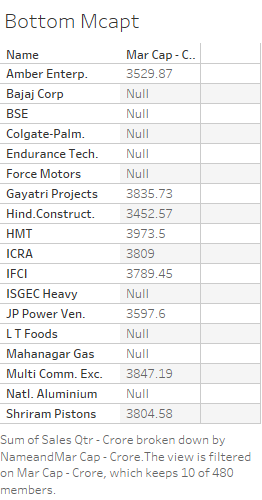 Bottom Mcapt
Name Mar Cap - C..
Amber Enterp. 3529.87
Bajaj Corp Null
BSE Null
Colgate-Palm. Null
Endurance Tech. Null
Force Motors Null
Gayatri Projects 3835.73
Hind.Construct. 3452.57
HMT 3973.5
ICRA 3809
IFCI 3789.45
ISGEC Heavy Null
JP Power Ven. 3597.6
L T Foods Null
Mahanagar Gas Null
Multi Comm. Exc. 3847.19
Natl. Aluminium Null
Shriram Pistons 3804.58
Sum of Sales Qtr - Crore broken down by
NameandMar Cap - Crore.The view is filtered
on Mar Cap - Crore, which keeps 10 of 480
members.